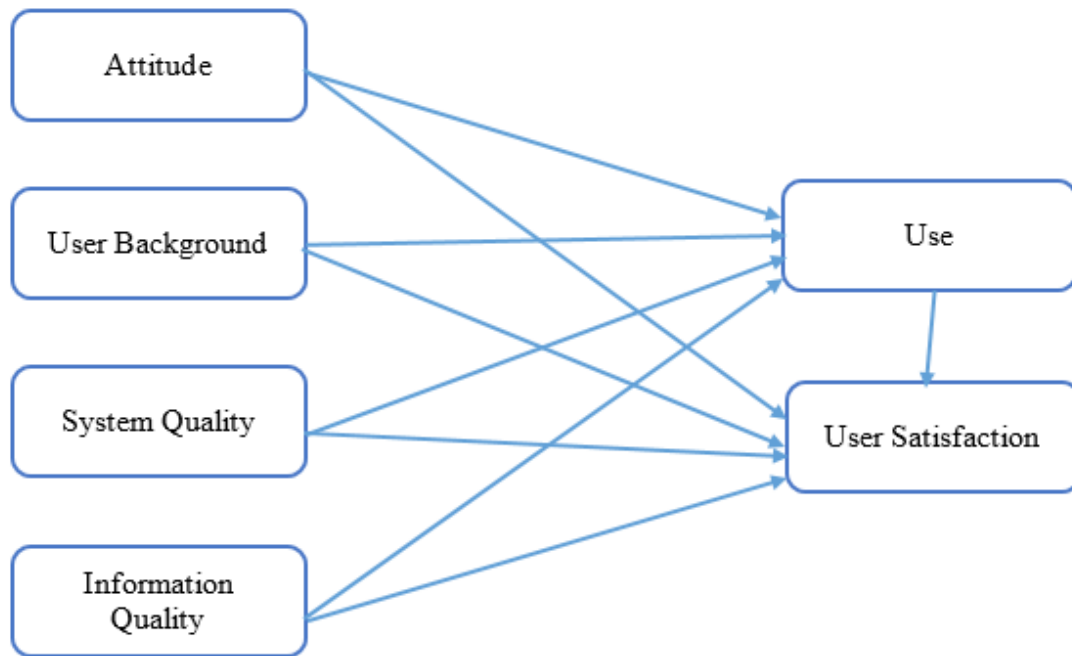 Attitude
User Background
System Quality
Information
Quality
Use
User Satisfaction